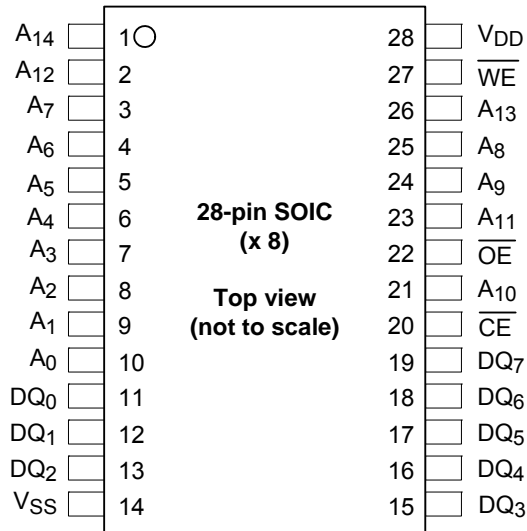 A14 1 28 VDD
A12 2 27 WE
A7 3 26 A13
A6 4 25 A8
A5 5 24 A9
A4 6 23 A11
A3 7 22 OE
A2 8 21 A10
A1 9 20 CE
A0 10 19 DQ7
DQ0 11 18 DQ6
DQ1 12 17 DQ5
DQ2 13 16 DQ4
VSS 14 15 DQ3
28-pin SOIC
(x 8)
Top view
(not to scale)